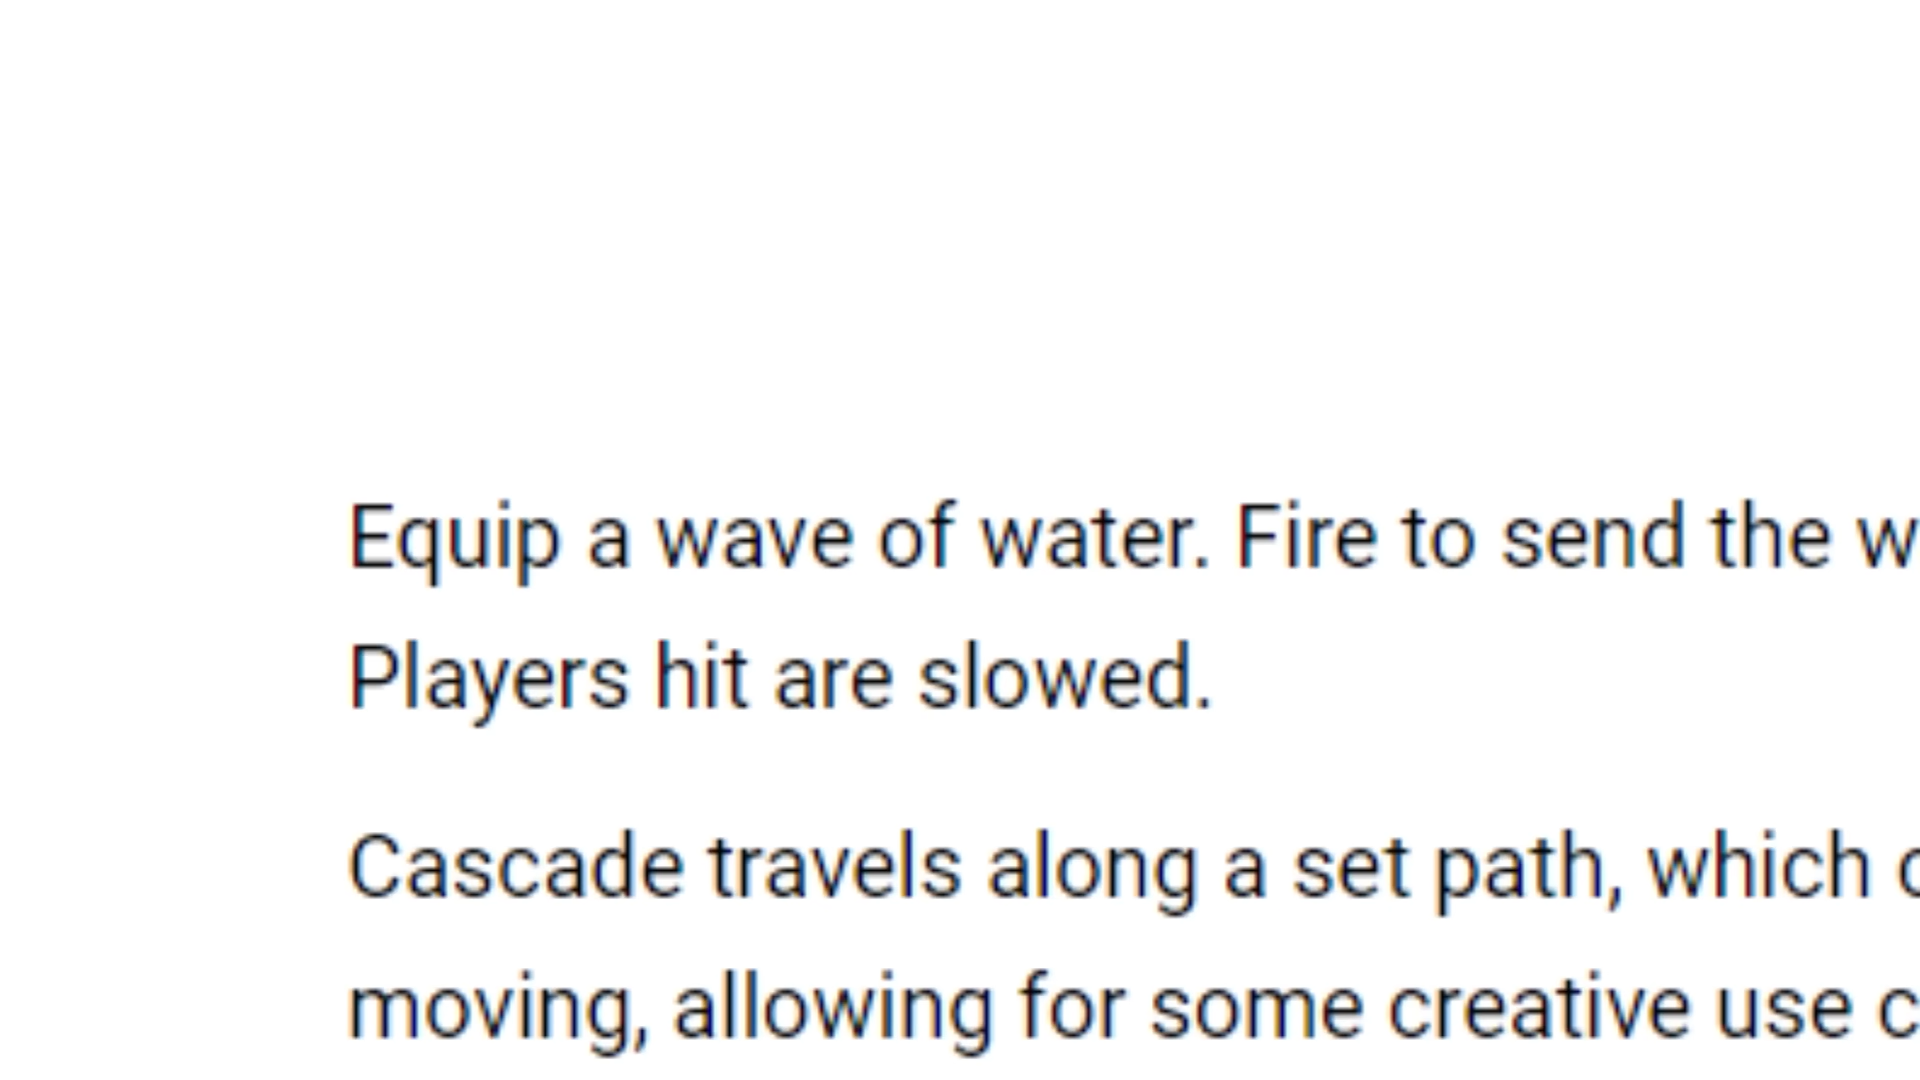 Equip a wave of water. Fire to send the
Players hit are slowed.
Cascade travels along a set path, which
moving, allowing for some creative use